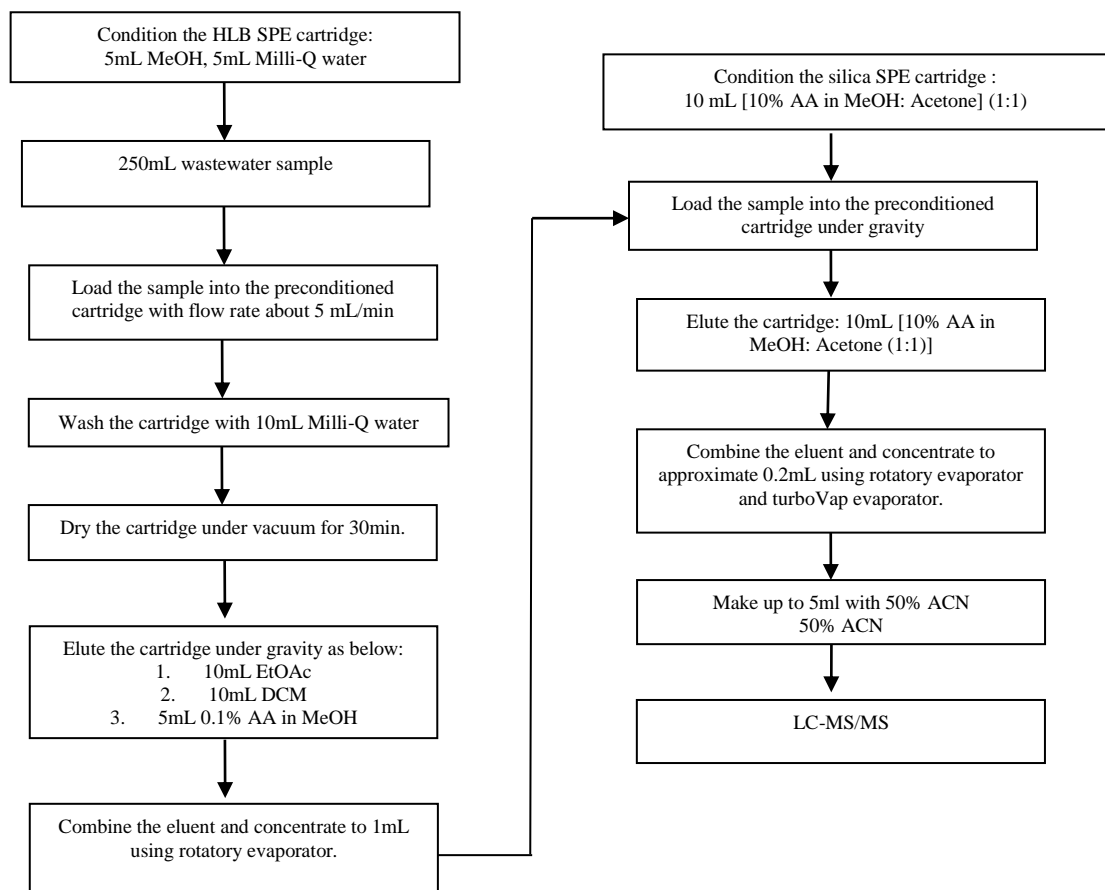 Condition the HLB SPE cartridge:
5mL MeOH, 5mL Milli-Q water
250mL wastewater sample
Load the sample into the preconditioned
cartridge with flow rate about 5 mL/min
Wash the cartridge with 10mL Milli-Q water
Dry the cartridge under vacuum for 30min.
Elute the cartridge under gravity as below:
1. 10mL EtOAc
2. 10mL DCM
3. 5mL 0.1% AA in MeOH
Combine the eluent and concentrate to 1mL
using rotatory evaporator.
Condition the silica SPE cartridge :
10 mL [10% AA in MeOH: Acetone] (1:1)
Load the sample into the preconditioned
cartridge under gravity
Elute the cartridge: 10mL [10% AA in
MeOH: Acetone (1:1)]
Combine the eluent and concentrate to
approximate 0.2mL using rotatory evaporator
and turboVap evaporator.
Make up to 5ml with 50% ACN
50% ACN
LC-MS/MS